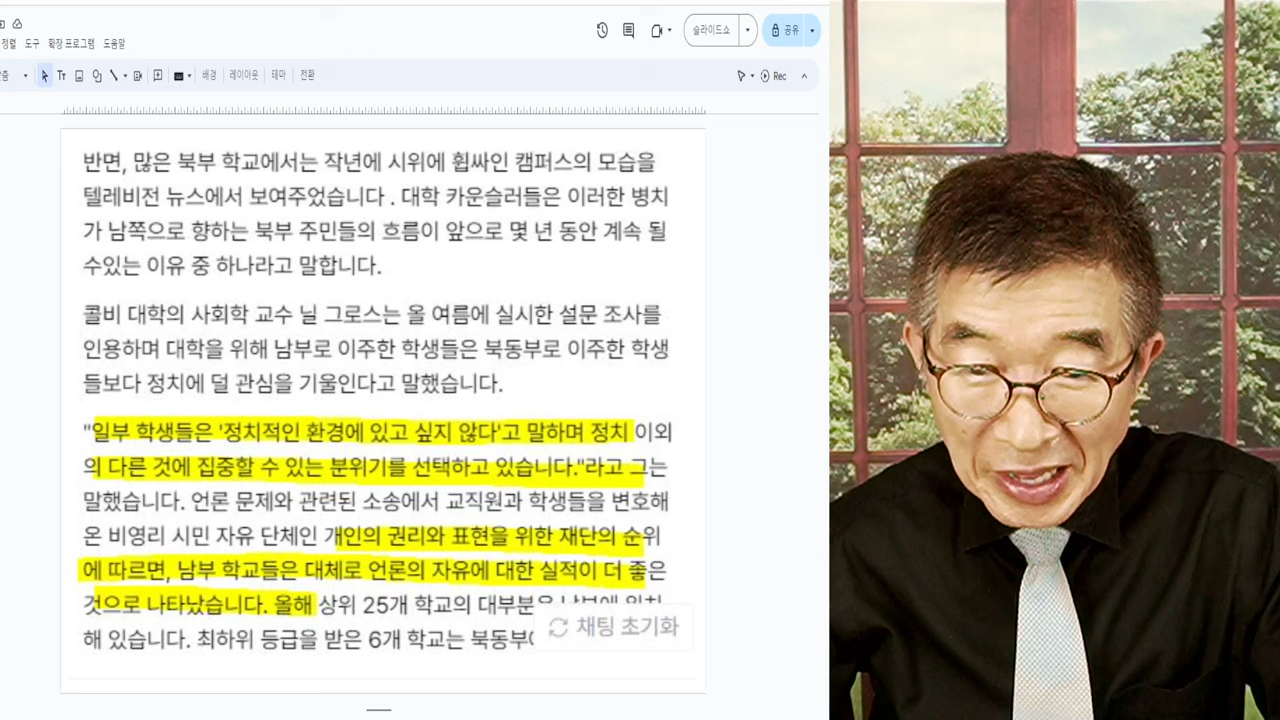 정렬 도구 확장 프로그램 도움말
슬라이드쇼
공유
배경 레이아웃 테마 전환
Rec
반면, 많은 북부 학교에서는 작년에 시위에 휩싸인 캠퍼스의 모습을
텔레비전 뉴스에서 보여주었습니다 . 대학 카운슬러들은 이러한 병치
가 남쪽으로 향하는 북부 주민들의 흐름이 앞으로 몇 년 동안 계속 될
수있는 이유 중 하나라고 말합니다.
콜비 대학의 사회학 교수 닐 그로스는 올 여름에 실시한 설문 조사를
인용하며 대학을 위해 남부로 이주한 학생들은 북동부로 이주한 학생
들보다 정치에 덜 관심을 기울인다고 말했습니다.
"일부 학생들은 '정치적인 환경에 있고 싶지 않다'고 말하며 정치 이외
의 다른 것에 집중할 수 있는 분위기를 선택하고 있습니다."라고 그는
말했습니다. 언론 문제와 관련된 소송에서 교직원과 학생들을 변호해
온 비영리 시민 자유 단체인 개인의 권리와 표현을 위한 재단의 순위
에 따르면, 남부 학교들은 대체로 언론의 자유에 대한 실적이 더 좋은
것으로 나타났습니다. 올해 상위 25개 학교의 대부분은 남부에 위치
해 있습니다. 최하위 등급을 받은 6개 학교는
채팅 초기화